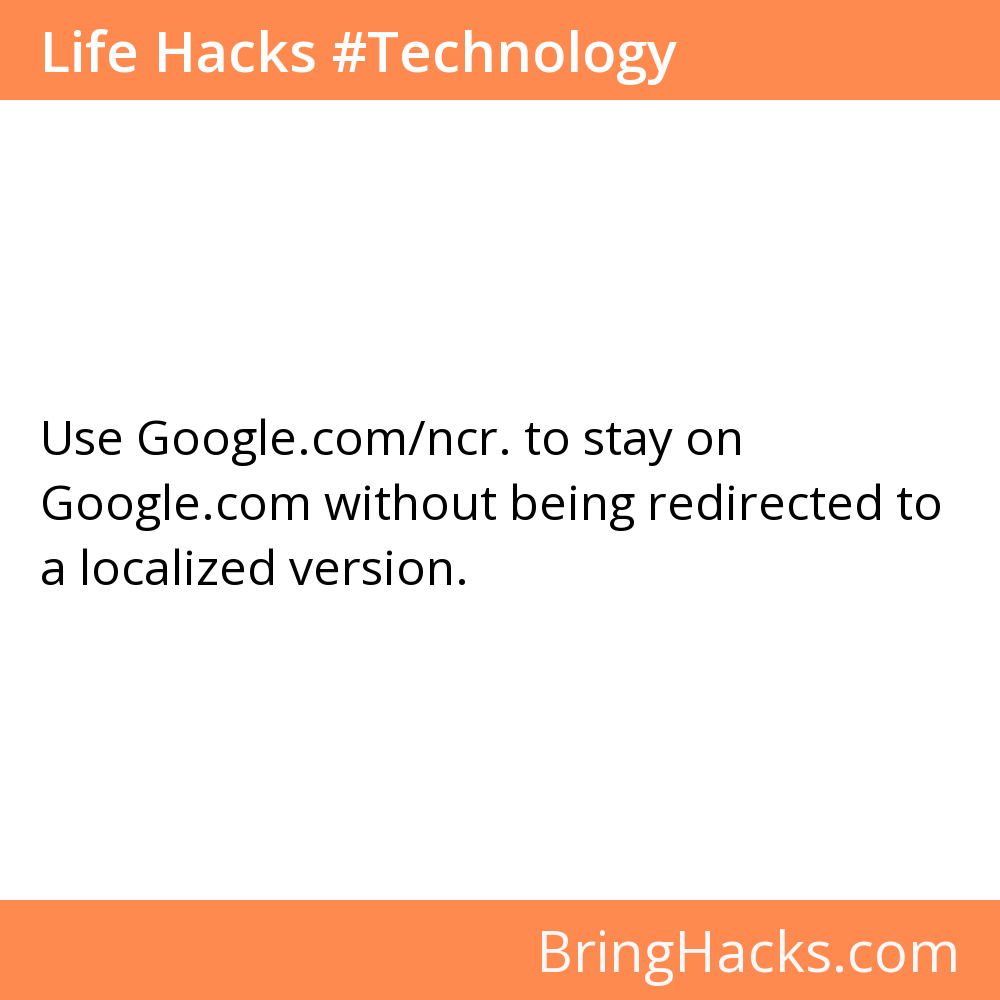 Life Hacks #Technology
Use Google.com/ncr. to stay on
Google.com without being redirected to
a localized version.
BringHacks.com